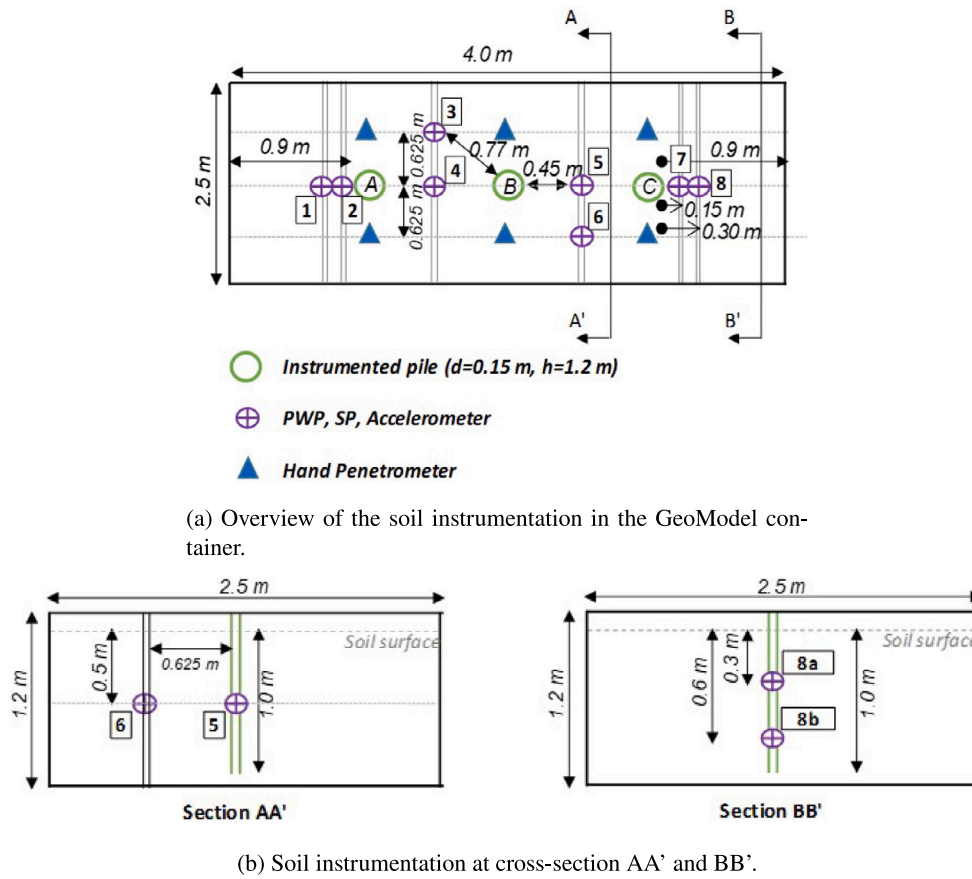 A
B
4.0 m
3
0.9 m
0.625 m
0.77 m
5
7
0.9 m
2.5 m
4
0.45 m
A
B
C
8
1
2
0.625 m
6
0.15 m
0.30 m
A'
B'
Instrumented pile (d=0.15 m, h=1.2 m)
PWP, SP, Accelerometer
Hand Penetrometer
(a) Overview of the soil instrumentation in the GeoModel con-
tainer.
2.5 m
Soil surface
0.5 m
0.625 m
1.2 m
1.0 m
6
5
Section AA'
2.5 m
Soil surface
0.3 m
8a
0.6 m
1.2 m
1.0 m
8b
Section BB'
(b) Soil instrumentation at cross-section AA’ and BB’.